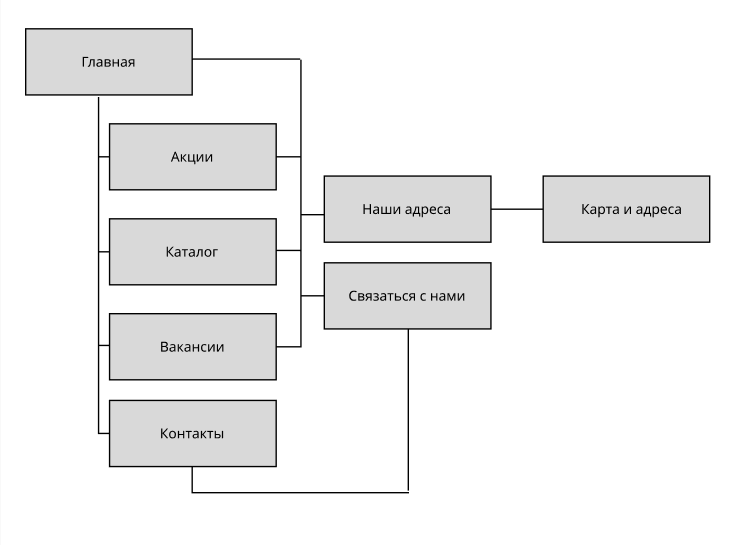 Главная
Акции
Наши адреса
Карта и адреса
Каталог
Связаться с нами
Вакансии
Контакты